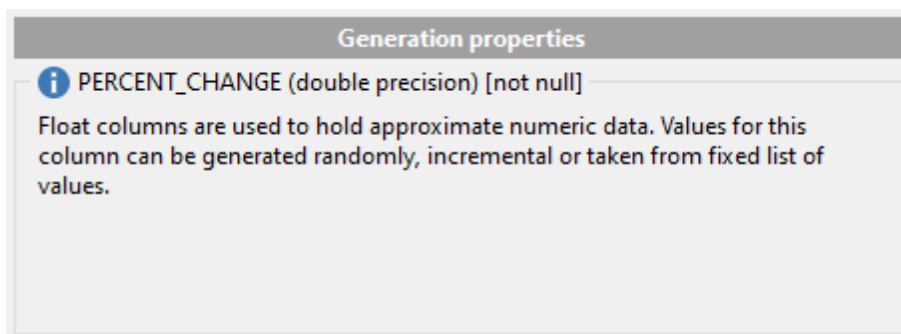 Generation properties
PERCENT_CHANGE (double precision) [not null]
Float columns are used to hold approximate numeric data. Values for this
column can be generated randomly, incremental or taken from fixed list of
values.